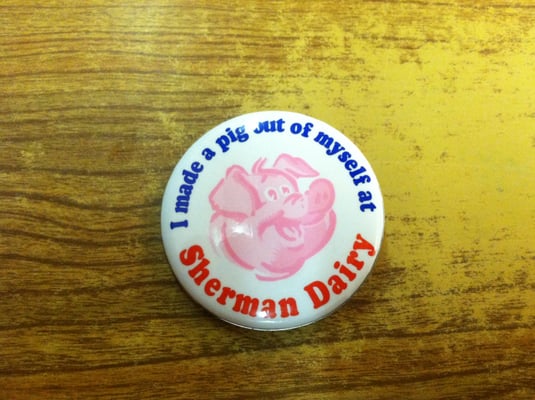 I made a pig out of myself at
Sherman Dairy